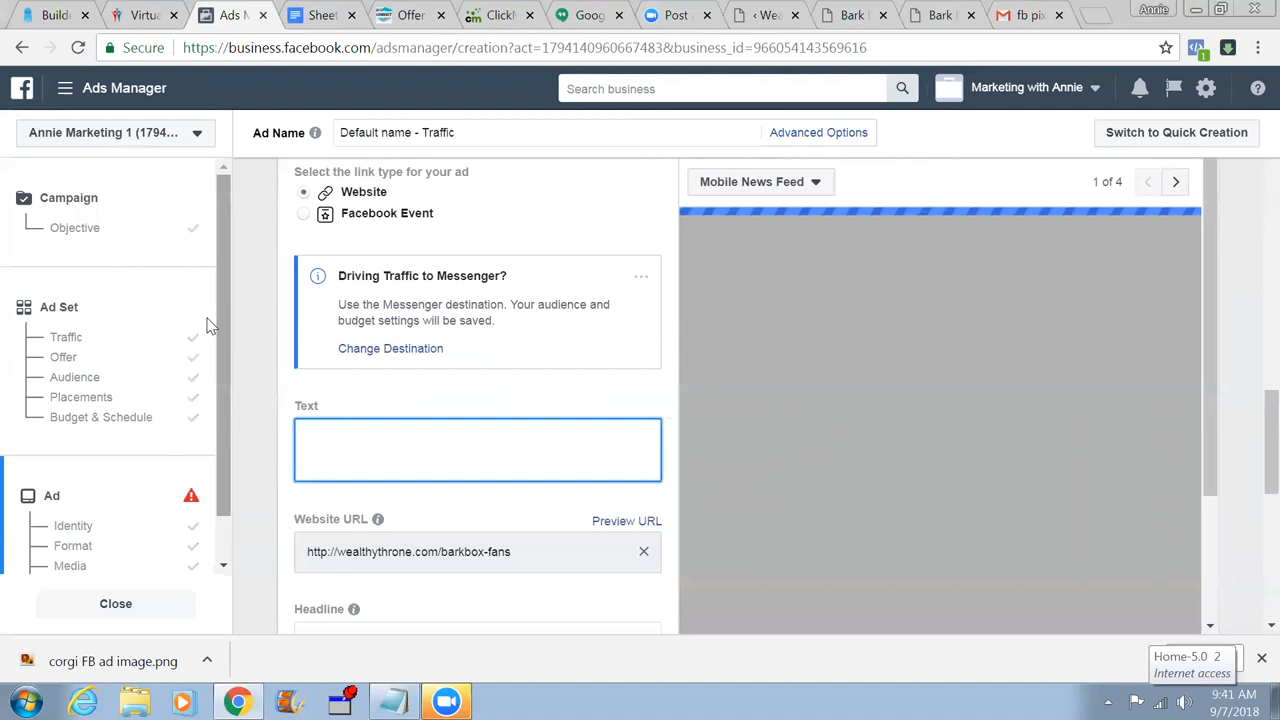 Build
Virtu
Ads M
Sheet
Offer
ClickM
Goog
Post A
‹ Wea
Bark
Bark
fb pix
Annie
Secure
https://business.facebook.com/adsmanager/creation?act=1794140960667483&business_id=966054143569616
1
Ads Manager
Search business
Marketing with Annie
Annie Marketing 1 (1794...
Ad Name
Default name - Traffic
Advanced Options
Switch to Quick Creation
Campaign
Objective
Ad Set
Traffic
Offer
Audience
Placements
Budget & Schedule
Ad
Identity
Format
Media
Close
Select the link type for your ad
Website
Facebook Event
Driving Traffic to Messenger?
Use the Messenger destination. Your audience and
budget settings will be saved.
Change Destination
Text
Website URL
Preview URL
http://wealthythrone.com/barkbox-fans
Headline
Mobile News Feed
1 of 4
corgi FB ad image.png
Home-5.0 2
Internet access
9:41 AM
9/7/2018